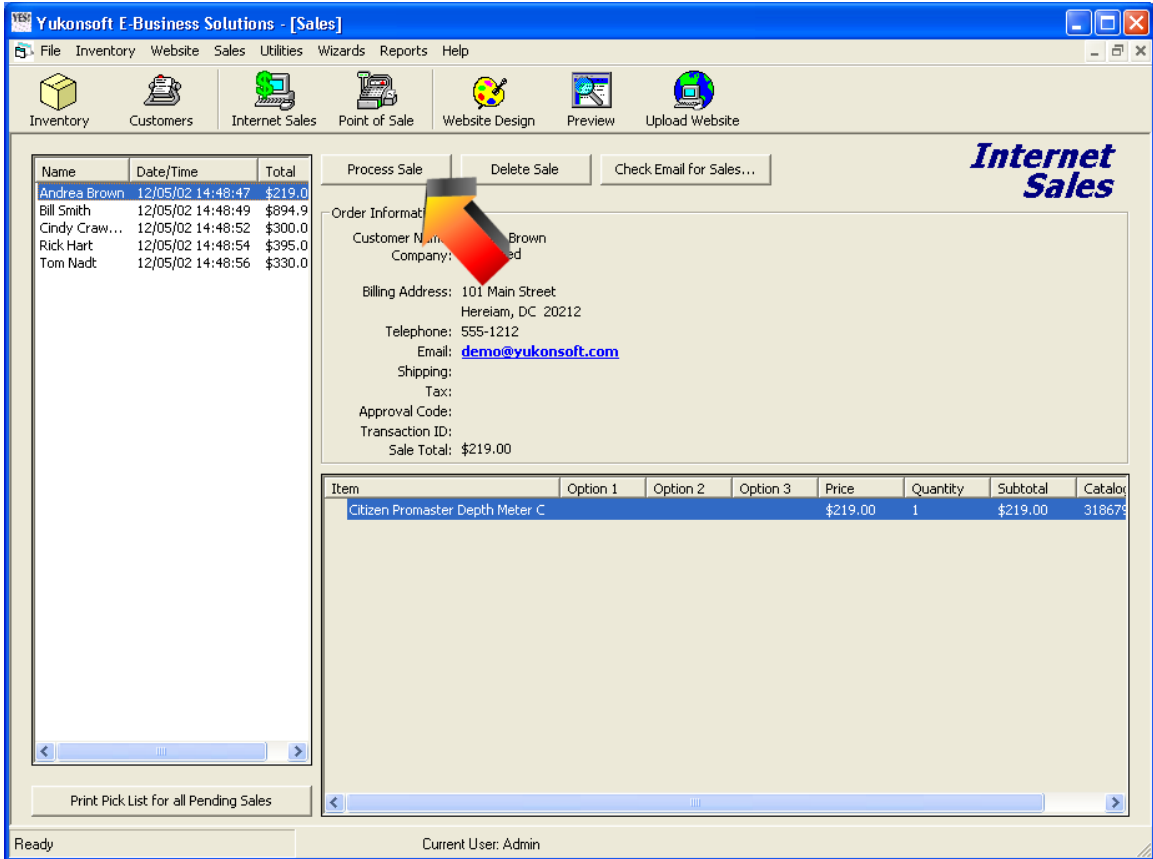 YES!
Yukonsoft E-Business Solutions - [Sales]
File Inventory Website Sales Utilities Wizards Reports Help
Inventory Customers Internet Sales Point of Sale Website Design Preview Upload Website
Internet
Sales
Process Sale Delete Sale Check Email for Sales...
Name Date/Time Total
Andrea Brown 12/05/02 14:48:47 $219.0
Bill Smith 12/05/02 14:48:49 $894.9
Cindy Craw... 12/05/02 14:48:52 $300.0
Rick Hart 12/05/02 14:48:54 $395.0
Tom Nadt 12/05/02 14:48:56 $330.0
Order Informati
Customer N Brown
Company: ed
Billing Address: 101 Main Street
Hereiam, DC 20212
Telephone: 555-1212
Email: demo@yukonsoft.com
Shipping:
Tax:
Approval Code:
Transaction ID:
Sale Total: $219.00
Item Option 1 Option 2 Option 3 Price Quantity Subtotal Catalog
Citizen Promaster Depth Meter C $219.00 1 $219.00 318679
Print Pick List for all Pending Sales
Ready Current User: Admin